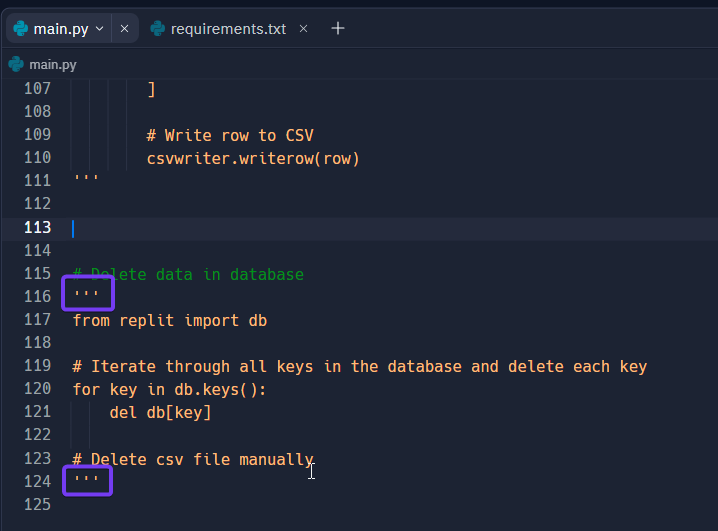 main.py
requirements.txt
main.py
107 ]
108
109 # Write row to CSV
110 csvwriter.writerow(row)
111 '''
112
113
114
115 # Delete data in database
116 '''
117 from replit import db
118
119 # Iterate through all keys in the database and delete each key
120 for key in db.keys():
121 del db[key]
122
123 # Delete csv file manually
124 '''
125